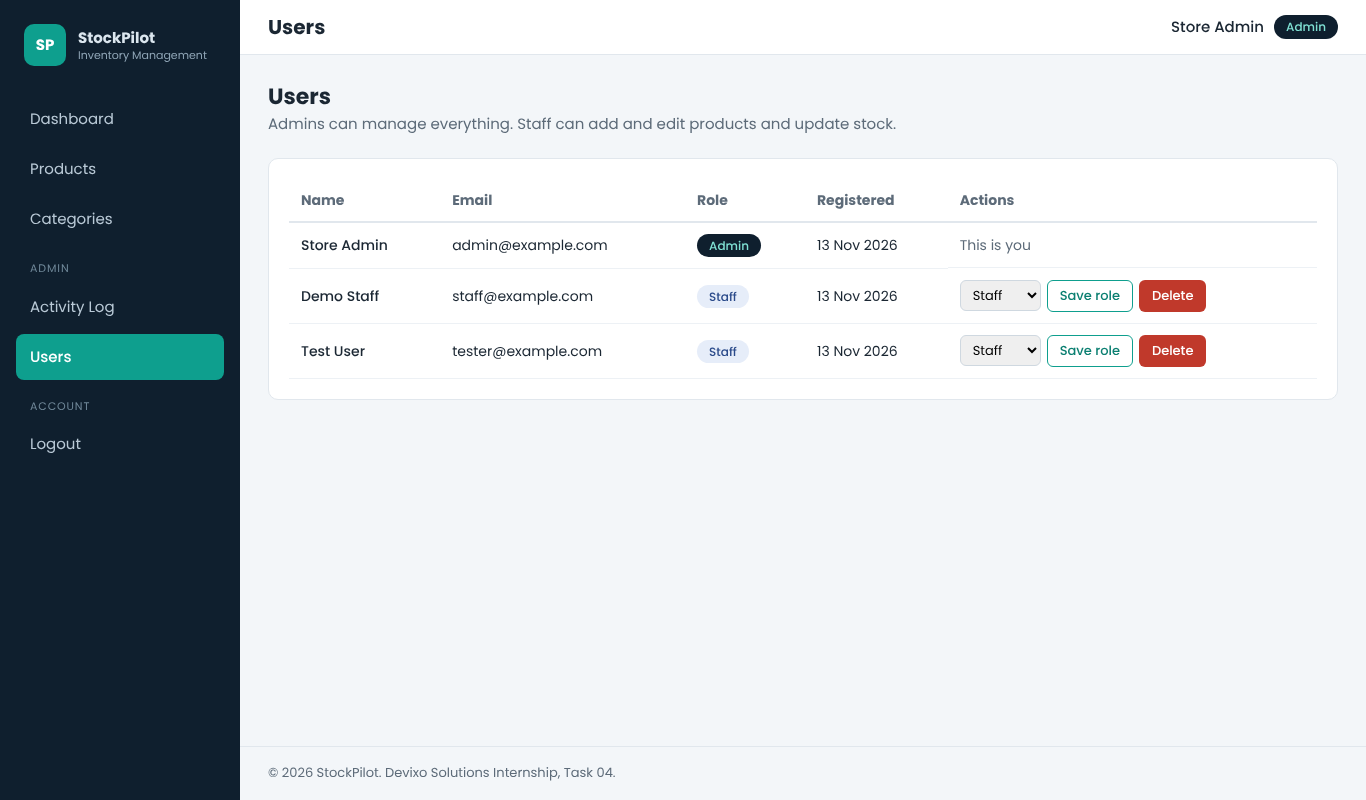 SP
StockPilot
Inventory Management
Dashboard
Products
Categories
ADMIN
Activity Log
Users
ACCOUNT
Logout
Users
Store Admin Admin
Users
Admins can manage everything. Staff can add and edit products and update stock.
Name Email Role Registered Actions
Store Admin admin@example.com Admin 13 Nov 2026 This is you
Demo Staff staff@example.com Staff 13 Nov 2026 Staff Save role Delete
Test User tester@example.com Staff 13 Nov 2026 Staff Save role Delete
© 2026 StockPilot. Devixo Solutions Internship, Task 04.